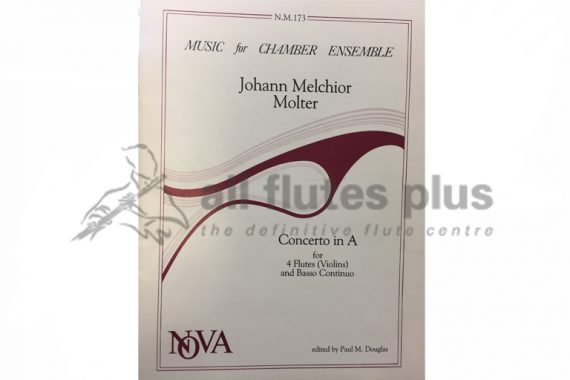 N.M.173
MUSIC for CHAMBER ENSEMBLE
Johann Melchior
Molter
all flutes plus
the definitive flute centre
Concerto in A
for
4 Flutes (Violins)
and Basso Continuo
NOVA
edited by Paul M. Douglas